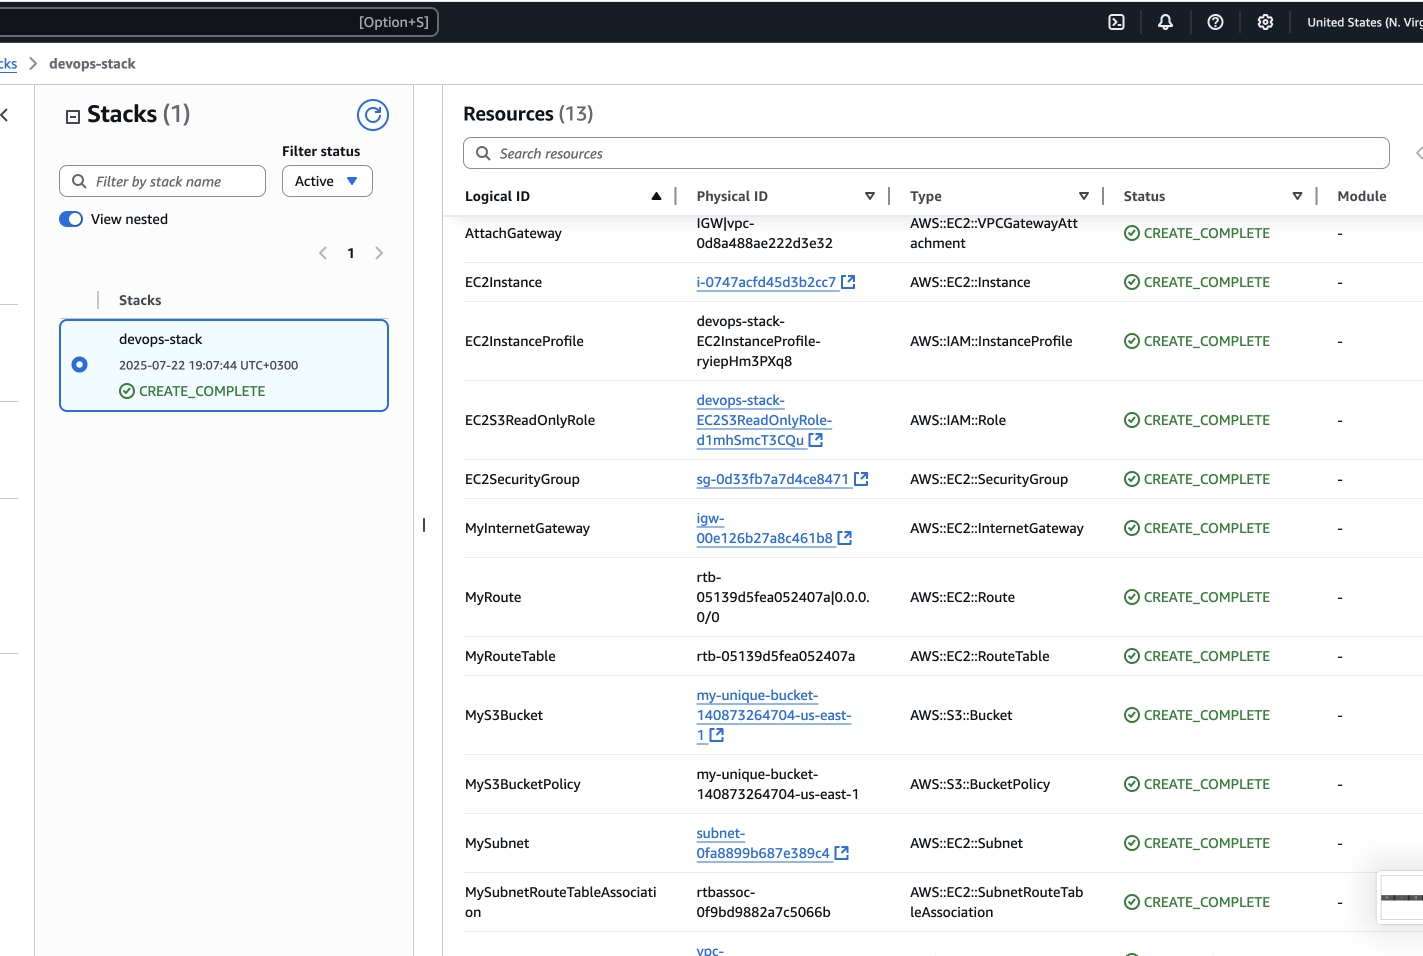 [Option+S]
United States (N. Virg
cks
devops-stack
Stacks (1)
Filter status
Filter by stack name
Active
View nested
1
Stacks
devops-stack
2025-07-22 19:07:44 UTC+0300
CREATE_COMPLETE
Resources (13)
Search resources
Logical ID
Physical ID
Type
Status
Module
AttachGateway
IGW|vpc-
0d8a488ae222d3e32
AWS::EC2::VPCGatewayAtt
achment
CREATE_COMPLETE
-
EC2Instance
i-0747acfd45d3b2cc7
AWS::EC2::Instance
CREATE_COMPLETE
-
EC2InstanceProfile
devops-stack-
EC2InstanceProfile-
ryiepHm3PXq8
AWS::IAM::InstanceProfile
CREATE_COMPLETE
-
EC2S3ReadOnlyRole
devops-stack-
EC2S3ReadOnlyRole-
d1mhSmcT3CQu
AWS::IAM::Role
CREATE_COMPLETE
-
EC2SecurityGroup
sg-0d33fb7a7d4ce8471
AWS::EC2::SecurityGroup
CREATE_COMPLETE
-
MyInternetGateway
igw-
00e126b27a8c461b8
AWS::EC2::InternetGateway
CREATE_COMPLETE
-
MyRoute
rtb-
05139d5fea052407a|0.0.0.
0/0
AWS::EC2::Route
CREATE_COMPLETE
-
MyRouteTable
rtb-05139d5fea052407a
AWS::EC2::RouteTable
CREATE_COMPLETE
-
MyS3Bucket
my-unique-bucket-
140873264704-us-east-
1
AWS::S3::Bucket
CREATE_COMPLETE
-
MyS3BucketPolicy
my-unique-bucket-
140873264704-us-east-1
AWS::S3::BucketPolicy
CREATE_COMPLETE
-
MySubnet
subnet-
0fa8899b687e389c4
AWS::EC2::Subnet
CREATE_COMPLETE
-
MySubnetRouteTableAssociati
on
rtbassoc-
0f9bd9882a7c5066b
AWS::EC2::SubnetRouteTab
leAssociation
CREATE_COMPLETE
-
vpc-